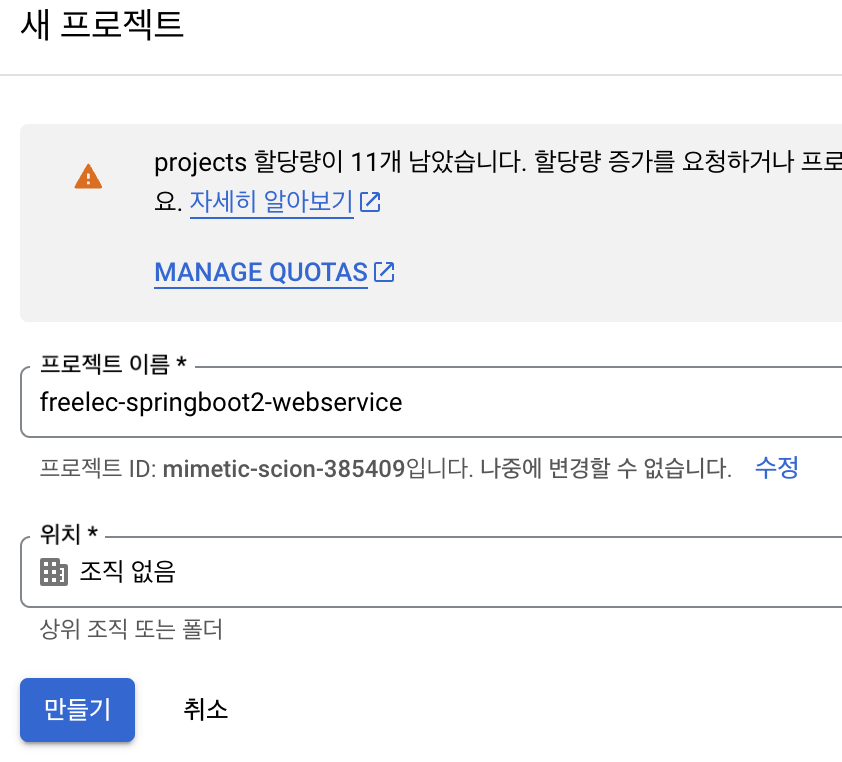 새 프로젝트
projects 할당량이 11개 남았습니다. 할당량 증가를 요청하거나 프로
요. 자세히 알아보기
MANAGE QUOTAS
프로젝트 이름 *
freelec-springboot2-webservice
프로젝트 ID: mimetic-scion-385409입니다. 나중에 변경할 수 없습니다. 수정
위치 *
조직 없음
상위 조직 또는 폴더
만들기 취소